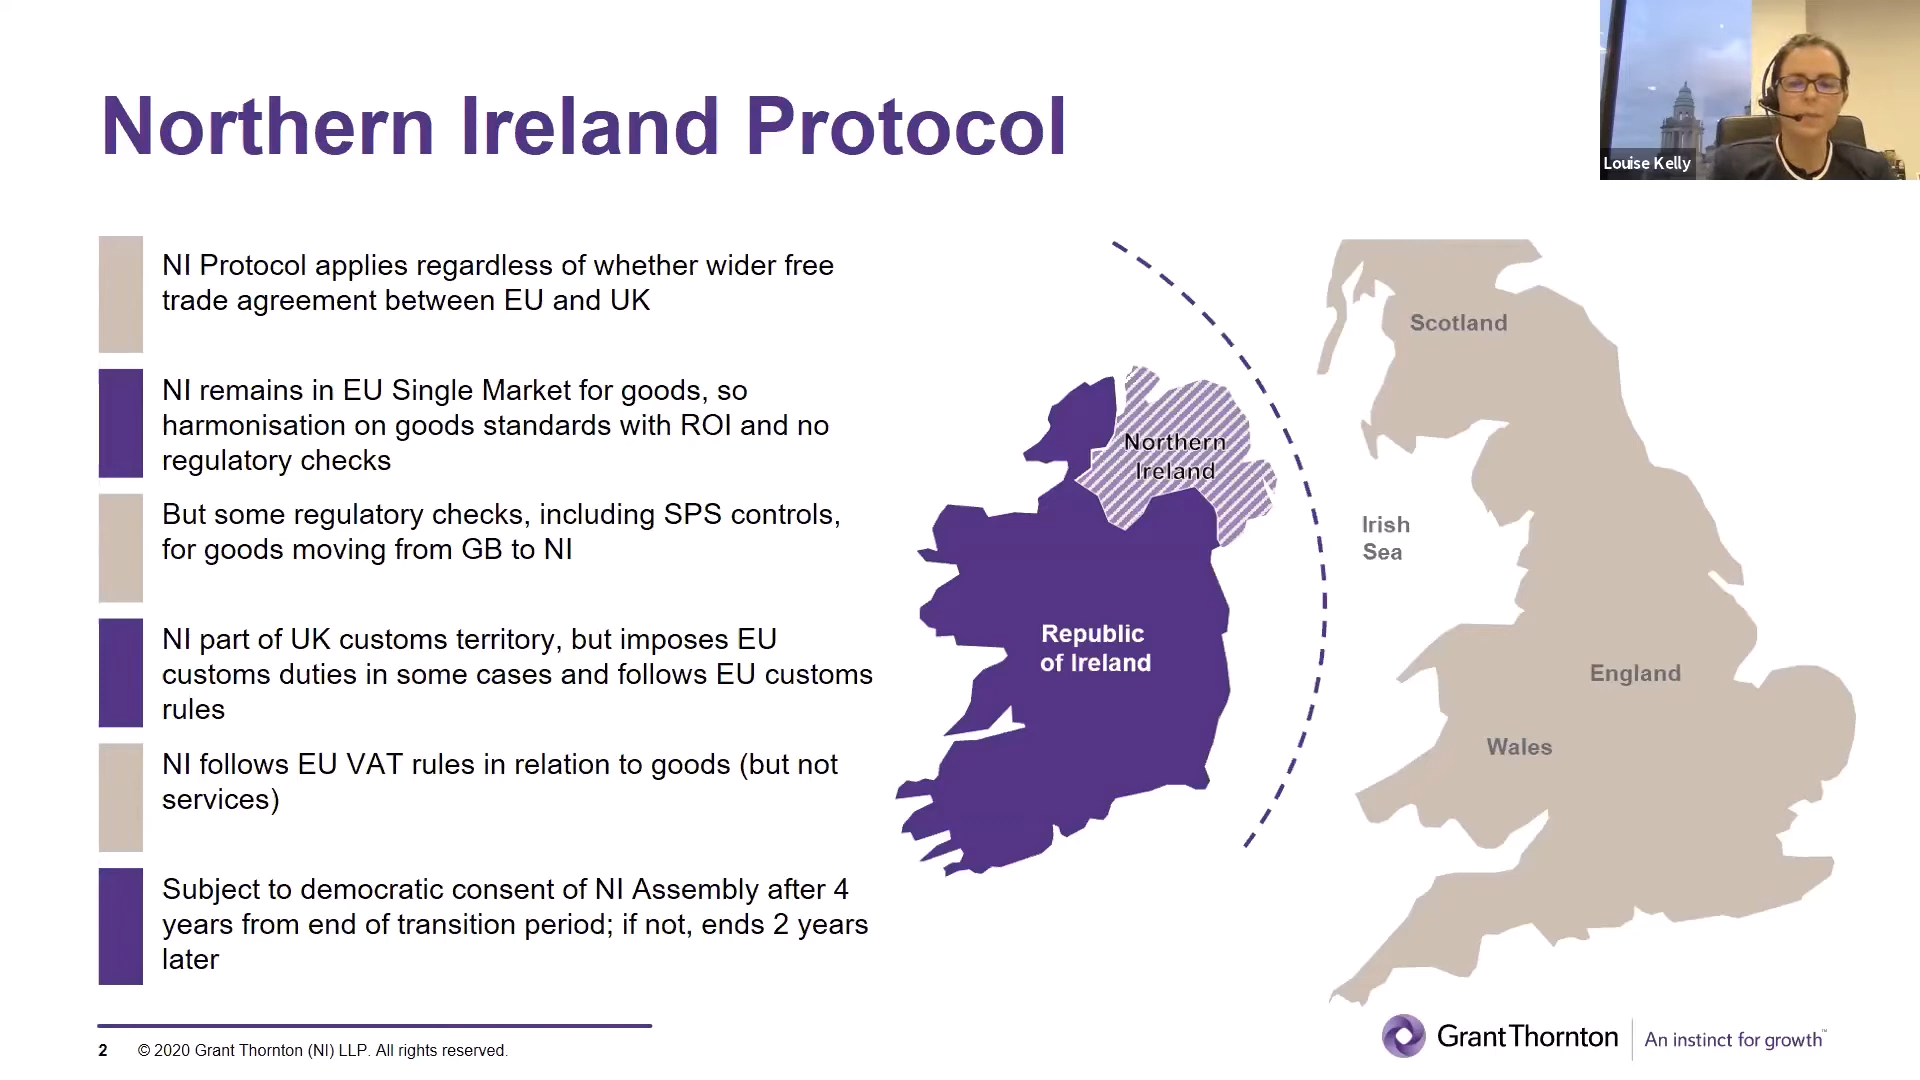 Northern Ireland Protocol
Louise Kelly
NI Protocol applies regardless of whether wider free
trade agreement between EU and UK
NI remains in EU Single Market for goods, so
harmonisation on goods standards with ROI and no
regulatory checks
But some regulatory checks, including SPS controls,
for goods moving from GB to NI
NI part of UK customs territory, but imposes EU
customs duties in some cases and follows EU customs
rules
NI follows EU VAT rules in relation to goods (but not
services)
Subject to democratic consent of NI Assembly after 4
years from end of transition period; if not, ends 2 years
later
Scotland
Northern
Ireland
Irish
Sea
Republic
of Ireland
England
Wales
2 © 2020 Grant Thornton (NI) LLP. All rights reserved.
Grant Thornton
An instinct for growth™